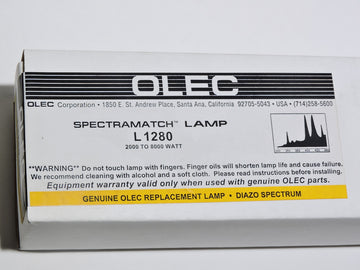 OLEC
OLEC Corporation • 1850 E. St. Andrew Place, Santa Ana, California 92705-5043 • USA • (714)258-5600
SPECTRAMATCH™ LAMP
L1280
2000 TO 8000 WATT
**WARNING** Do not touch lamp with fingers. Finger oils will shorten lamp life and cause failure.
We recommend cleaning with alcohol and a soft cloth. Please read instructions before installing.
Equipment warranty valid only when used with genuine OLEC parts.
GENUINE OLEC REPLACEMENT LAMP • DIAZO SPECTRUM